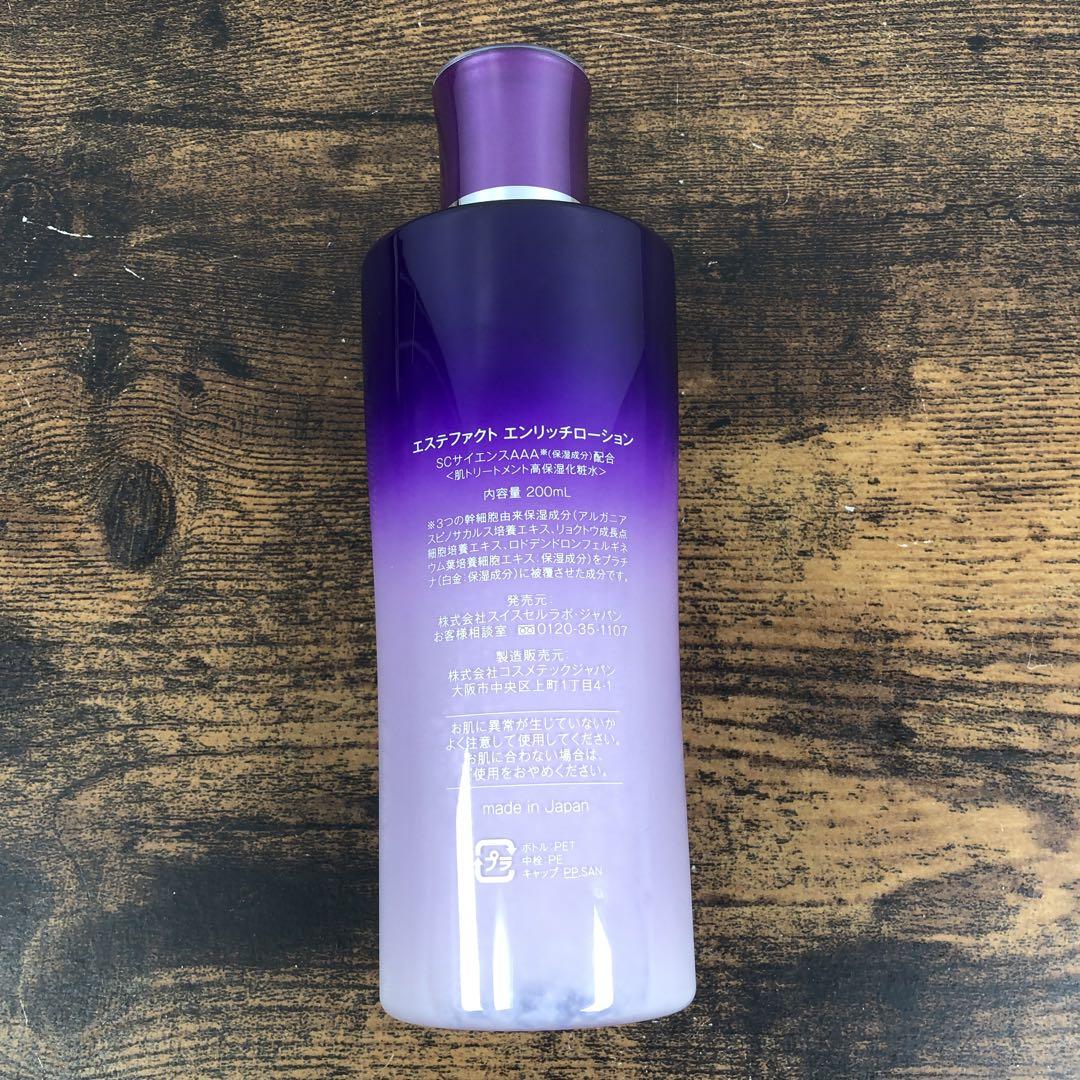 エステファクト エンリッチローション
SCサイエンスAAA※(保湿成分)配合
<肌トリートメント高保湿化粧水>
内容量 200mL
※3つの幹細胞由来保湿成分(アルガニア
スピノサカルス培養エキス、リョクトウ成長点
細胞培養エキス、ロドデンドロンフェルギネ
ウム葉培養細胞エキス:保湿成分)をプラチ
ナ(白金:保湿成分)に被覆させた成分です。
発売元:
株式会社スイスセルラボ・ジャパン
お客様相談室 0120-35-1107
製造販売元:
株式会社コスメテックジャパン
大阪市中央区上町1丁目4-1
お肌に異常が生じていないか
よく注意して使用してください。
お肌に合わない場合は、
ご使用をおやめください。
made in Japan
プラ
ボトル:PET
中栓:PE
キャップ:PP,SAN